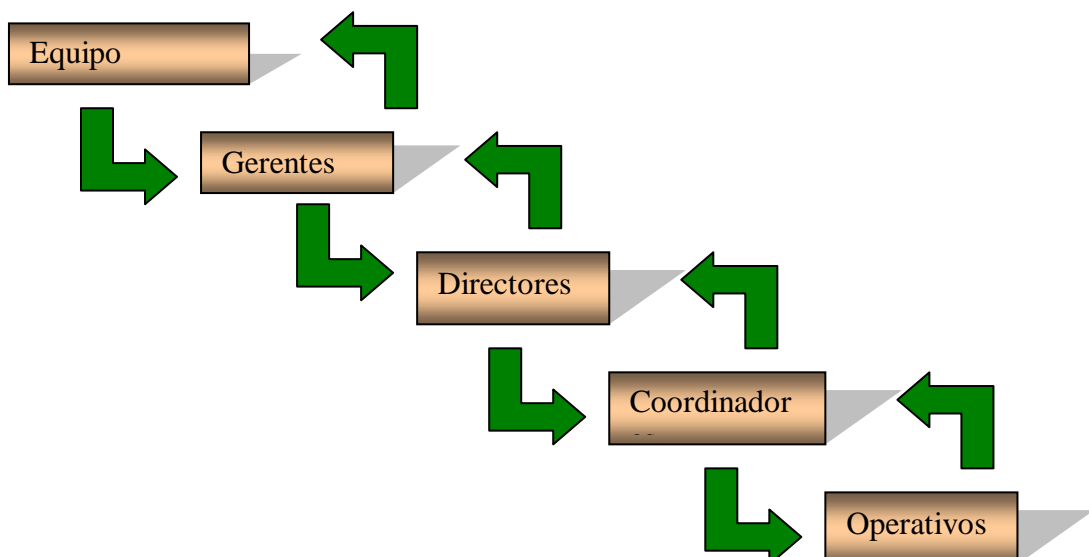 Equipo
Gerentes
Directores
Coordinador
Operativos